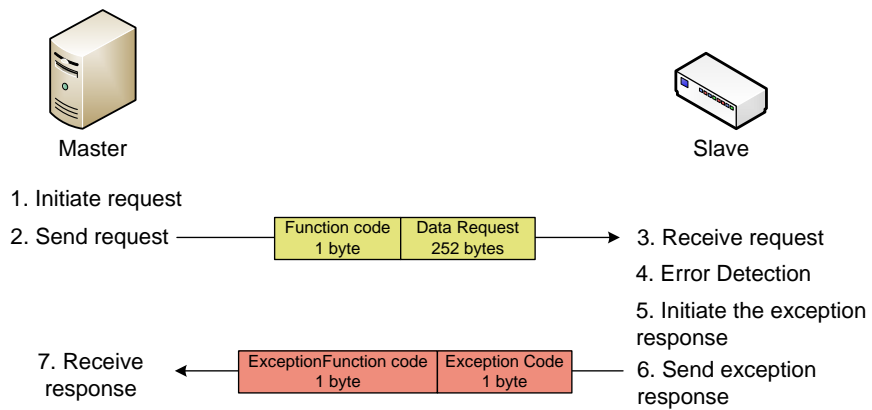 Master
Slave
1. Initiate request
2. Send request
Function code
1 byte
Data Request
252 bytes
3. Receive request
4. Error Detection
5. Initiate the exception
response
7. Receive
response
ExceptionFunction code
1 byte
Exception Code
1 byte
6. Send exception
response